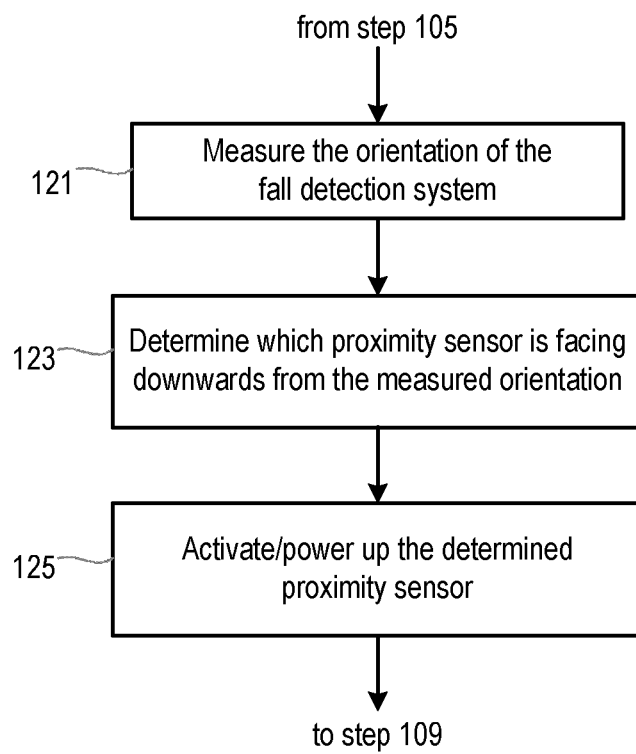 from step 105
121
Measure the orientation of the
fall detection system
123
Determine which proximity sensor is facing
downwards from the measured orientation
125
Activate/power up the determined
proximity sensor
to step 109